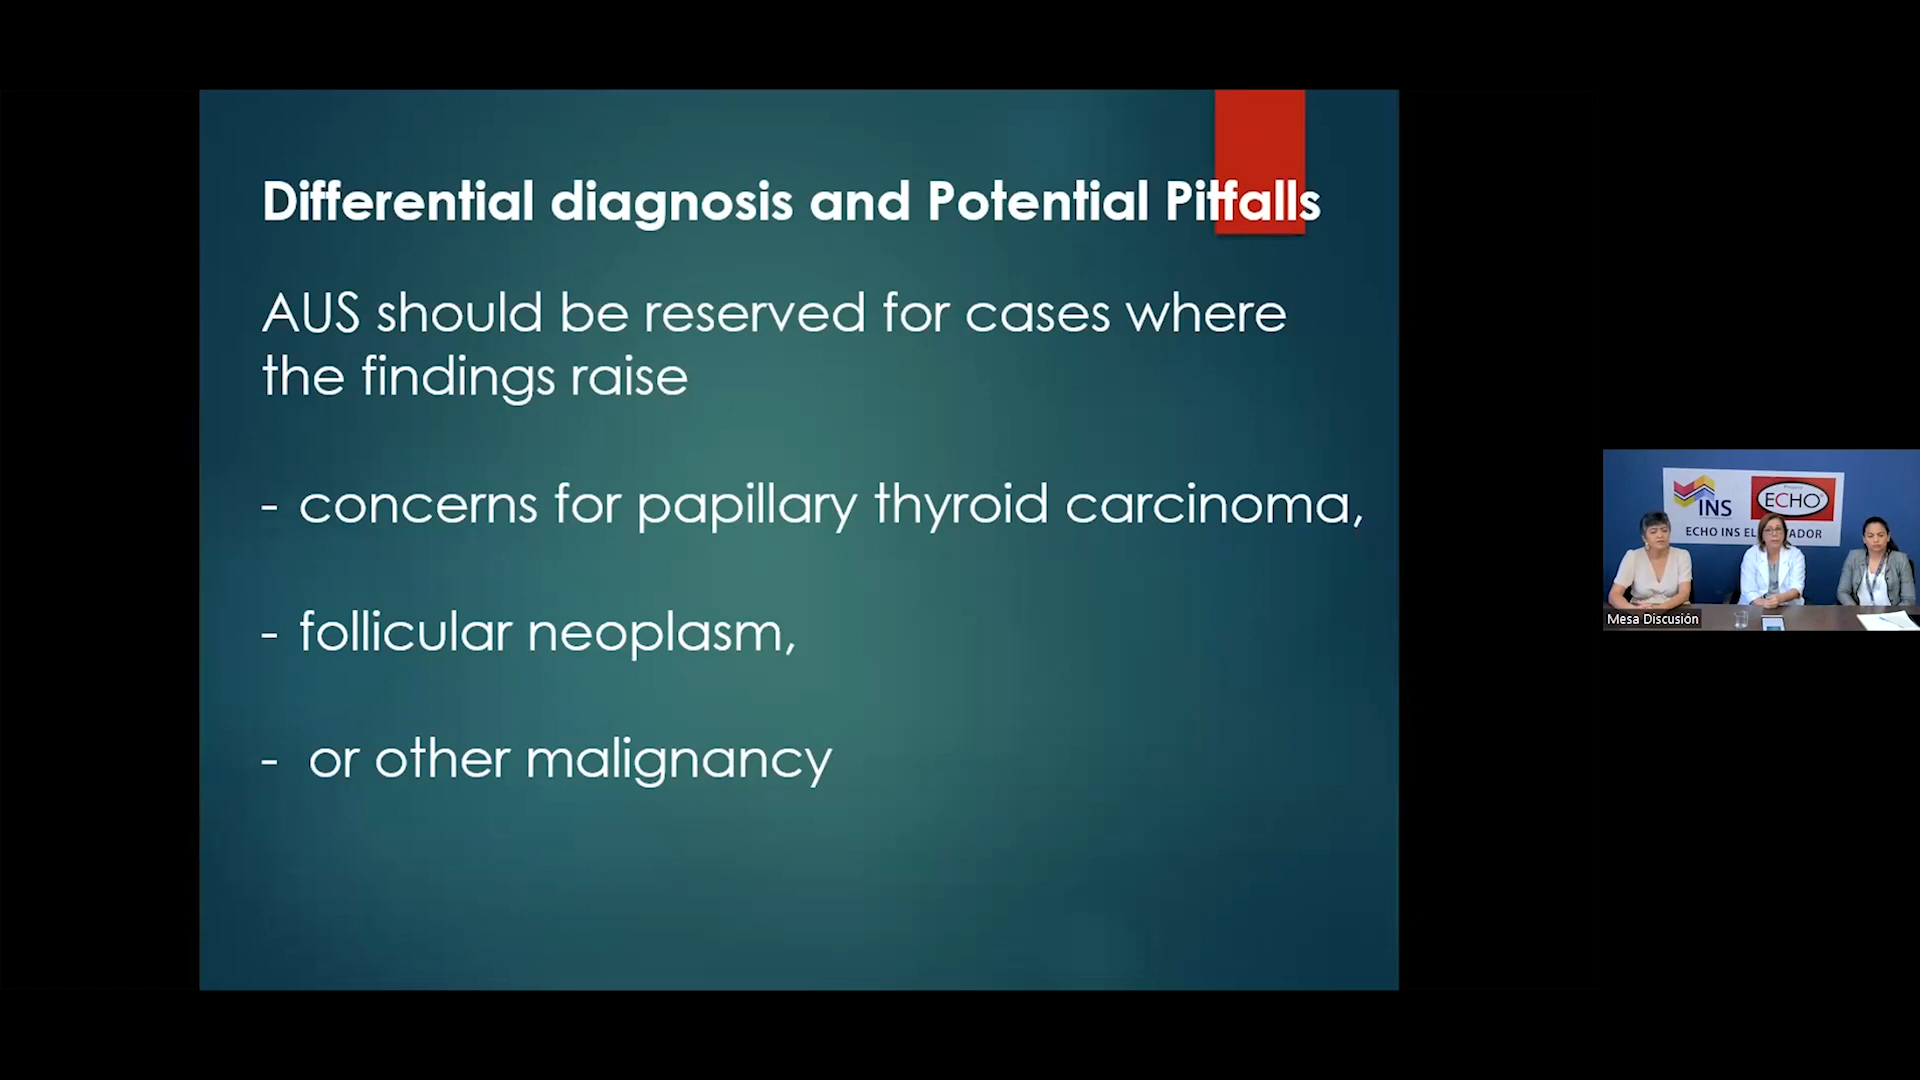 Differential diagnosis and Potential Pitfalls
AUS should be reserved for cases where
the findings raise
- concerns for papillary thyroid carcinoma,
- follicular neoplasm,
- or other malignancy
INS
ECHO
ECHO INS EL
ADOR
Mesa Discusión